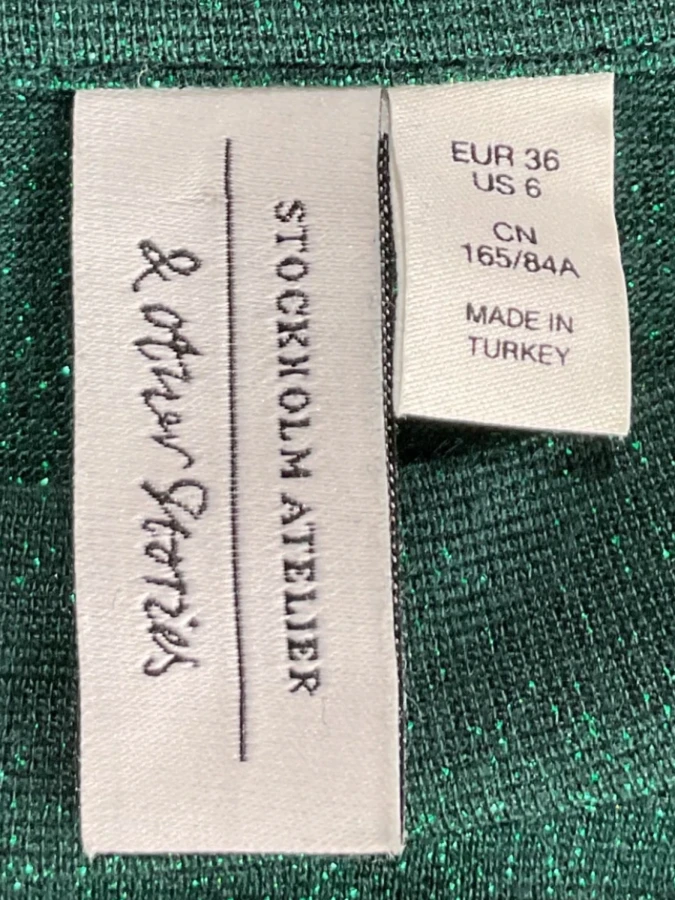 STOCKHOLM ATELIER
& other Stories
EUR 36
US 6
CN
165/84A
MADE IN
TURKEY